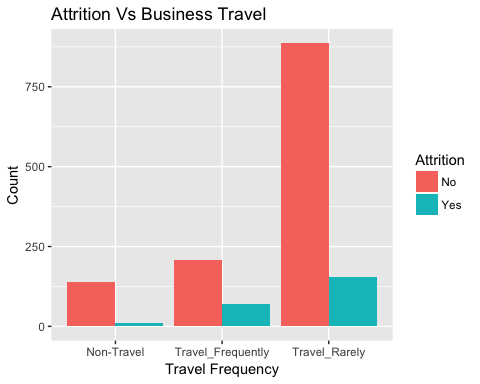 Attrition Vs Business Travel
Count
750
500
250
0
Non-Travel
Travel_Frequently
Travel_Rarely
Travel Frequency
Attrition
No
Yes